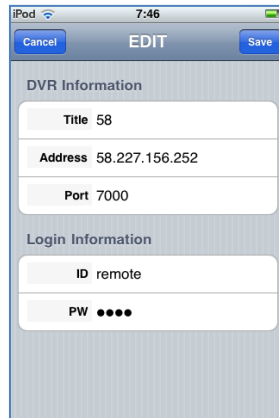 iPod 7:46
Cancel EDIT Save
DVR Information
Title 58
Address 58.227.156.252
Port 7000
Login Information
ID remote
PW ●●●●